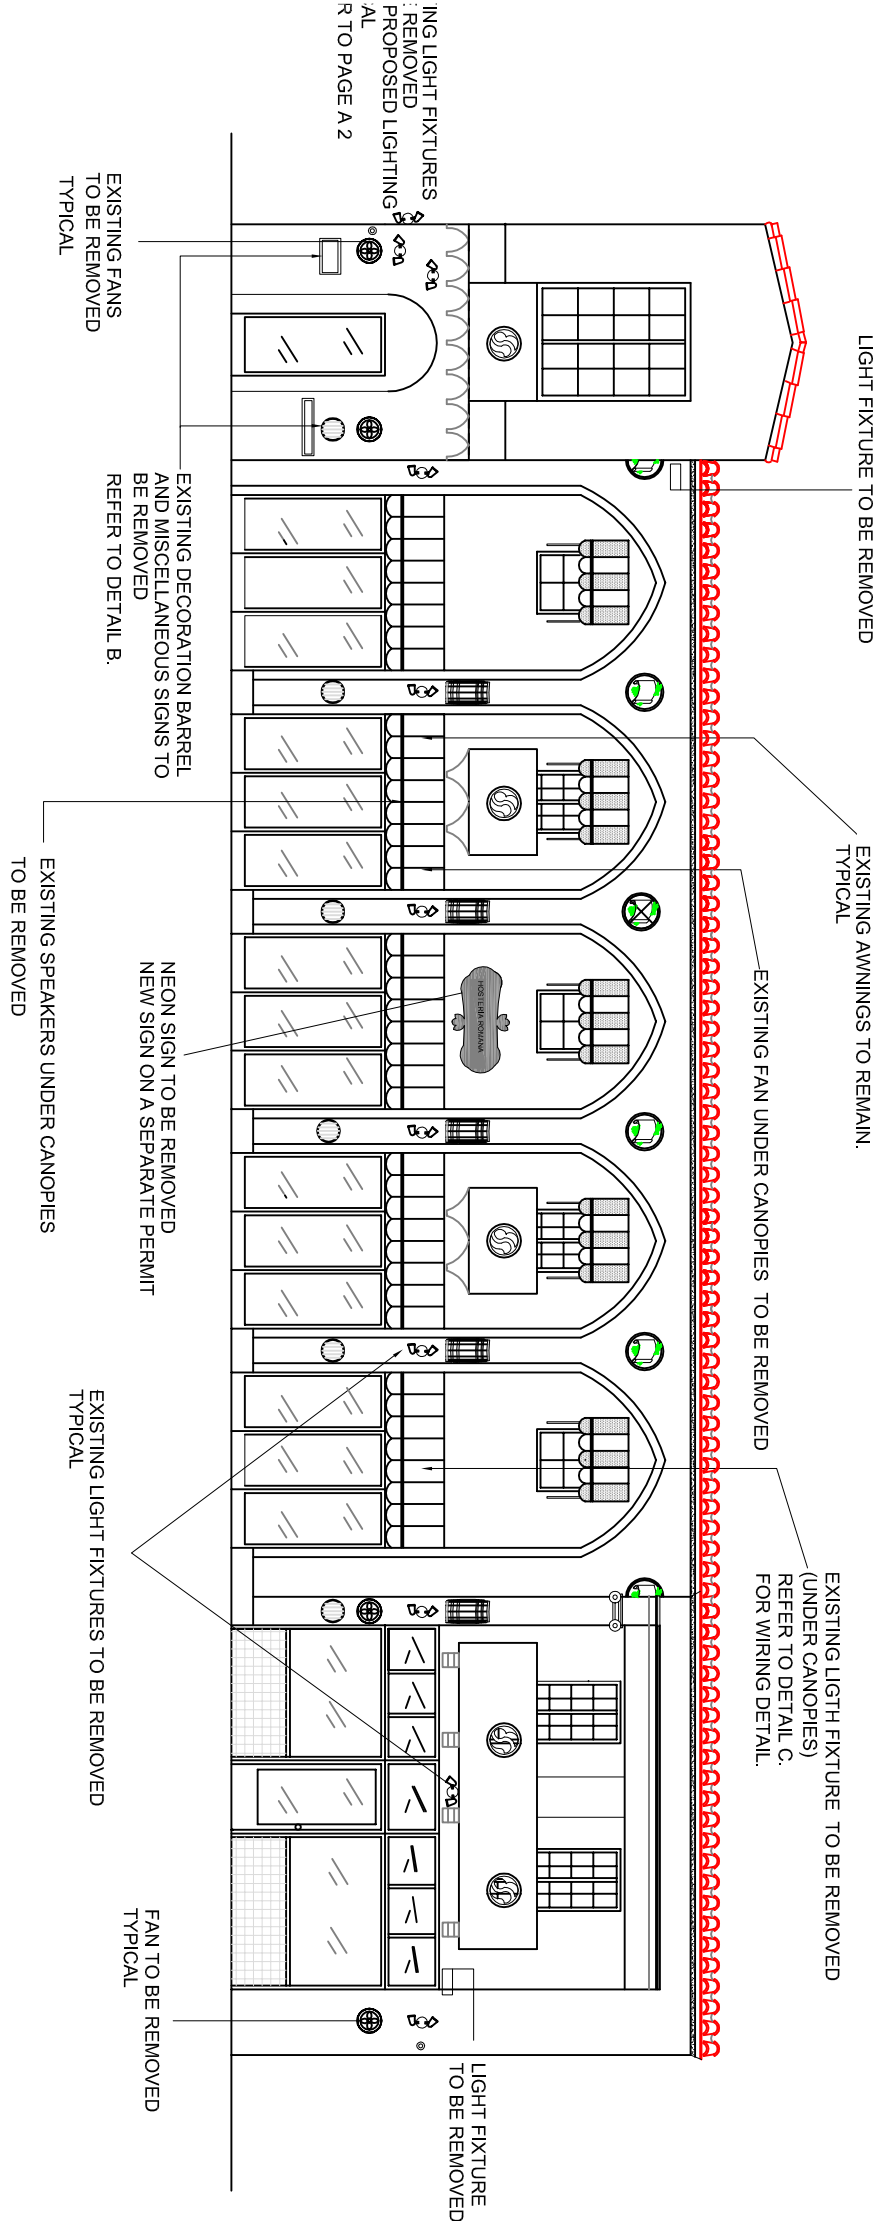 LIGHT FIXTURE TO BE REMOVED
EXISTING AWNINGS TO REMAIN.
TYPICAL
EXISTING FAN UNDER CANOPIES TO BE REMOVED
EXISTING LIGTH FIXTURE TO BE REMOVED
(UNDER CANOPIES)
REFER TO DETAIL C.
FOR WIRING DETAIL.
LIGHT FIXTURE
TO BE REMOVED
ING LIGHT FIXTURES
REMOVED
PROPOSED LIGHTING
AL
R TO PAGE A 2
HOSTERIA ROMANA
EXISTING FANS
TO BE REMOVED
TYPICAL
EXISTING DECORATION BARREL
AND MISCELLANEOUS SIGNS TO
BE REMOVED
REFER TO DETAIL B.
EXISTING SPEAKERS UNDER CANOPIES
TO BE REMOVED
NEON SIGN TO BE REMOVED
NEW SIGN ON A SEPARATE PERMIT
EXISTING LIGHT FIXTURES TO BE REMOVED
TYPICAL
FAN TO BE REMOVED
TYPICAL